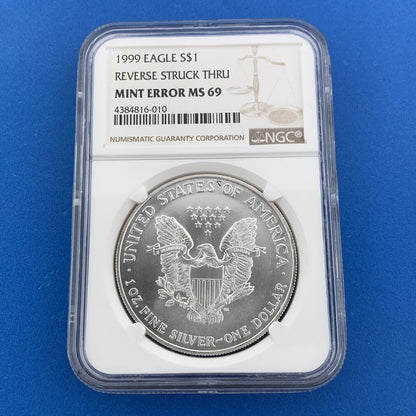 1999 EAGLE S$1
REVERSE STRUCK THRU
MINT ERROR MS 69
4384816-010
NUMISMATIC GUARANTY CORPORATION
NGC®
UNITED STATES OF AMERICA
1 OZ. FINE SILVER~ONE DOLLAR